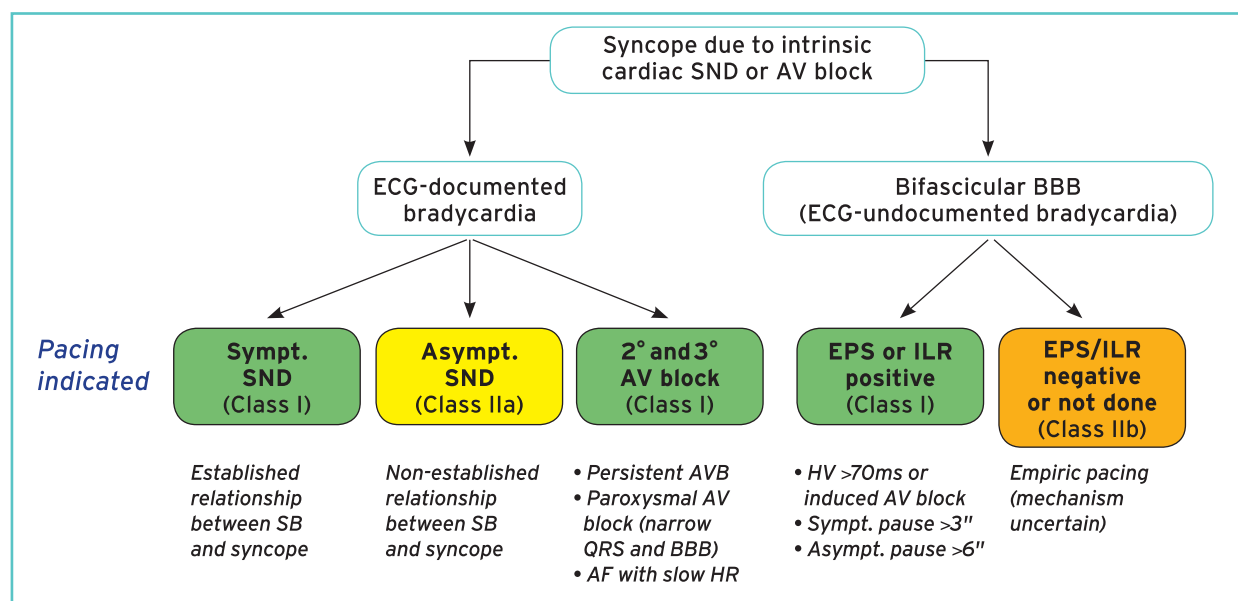 Syncope due to intrinsic
cardiac SND or AV block
ECG-documented
bradycardia
Bifascicular BBB
(ECG-undocumented bradycardia)
Pacing
indicated
Sympt.
SND
(Class I)
Asympt.
SND
(Class IIa)
2° and 3°
AV block
(Class I)
EPS or ILR
positive
(Class I)
EPS/ILR
negative
or not done
(Class IIb)
Established
relationship
between SB
and syncope
Non-established
relationship
between SB
and syncope
• Persistent AVB
• Paroxysmal AV
block (narrow
QRS and BBB)
• AF with slow HR
• HV >70ms or
induced AV block
• Sympt. pause >3"
• Asympt. pause >6"
Empiric pacing
(mechanism
uncertain)